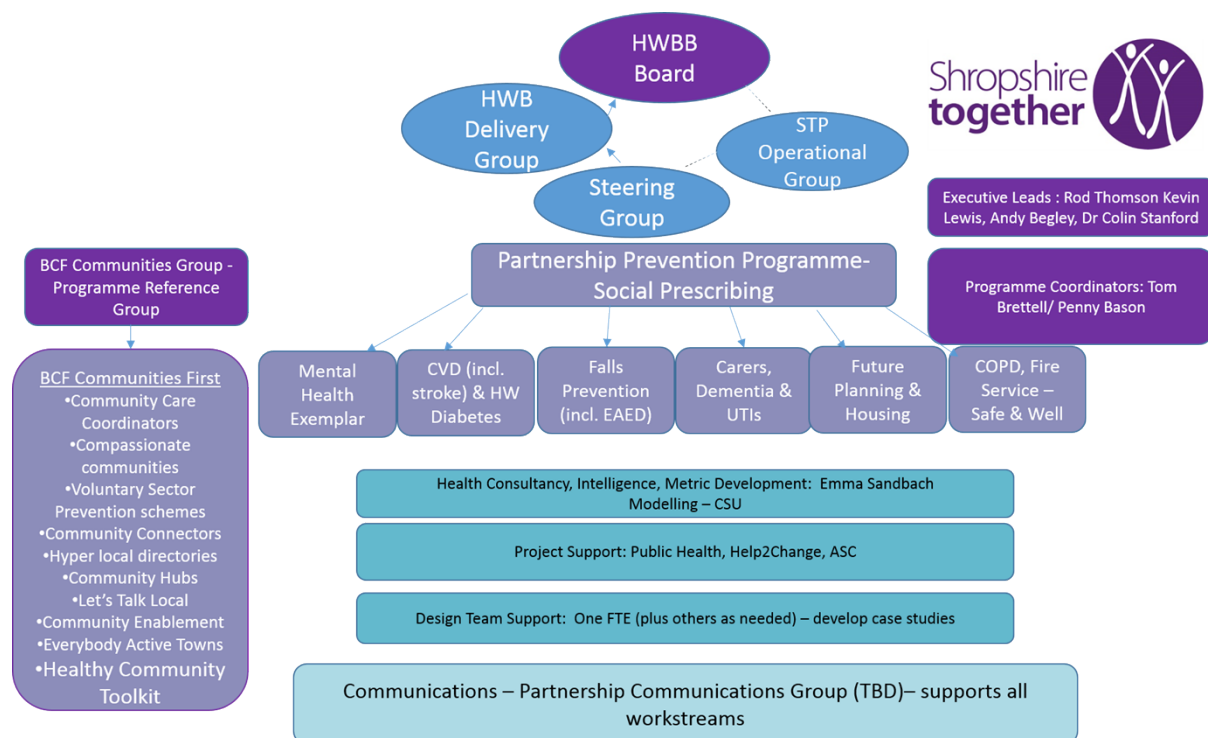 HWBB
Board
HWB
Delivery
Group
STP
Operational
Group
Steering
Group
Shropshire
together
Executive Leads : Rod Thomson Kevin
Lewis, Andy Begley, Dr Colin Stanford
Programme Coordinators: Tom
Brettell/ Penny Bason
BCF Communities Group -
Programme Reference
Group
Partnership Prevention Programme-
Social Prescribing
Mental
Health
Exemplar
CVD (incl.
stroke) & HW
Diabetes
Falls
Prevention
(incl. EAED)
Carers,
Dementia &
UTIs
Future
Planning &
Housing
COPD, Fire
Service –
Safe & Well
BCF Communities First
•Community Care
Coordinators
•Compassionate
communities
•Voluntary Sector
Prevention schemes
•Community Connectors
•Hyper local directories
•Community Hubs
•Let's Talk Local
•Community Enablement
•Everybody Active Towns
•Healthy Community
Toolkit
Health Consultancy, Intelligence, Metric Development:  Emma Sandbach
Modelling – CSU
Project Support: Public Health, Help2Change, ASC
Design Team Support:  One FTE (plus others as needed) – develop case studies
Communications – Partnership Communications Group (TBD)– supports all
workstreams